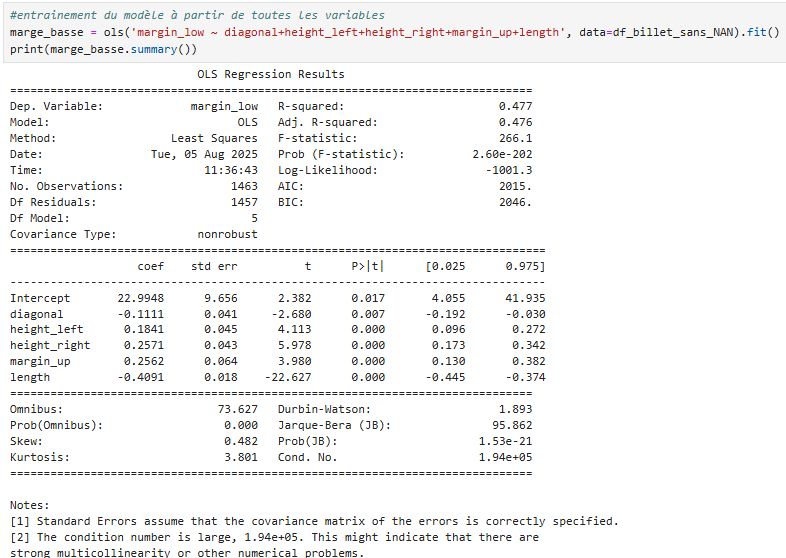 #entrainement du modèle à partir de toutes les variables
marge_basse = ols('margin_low ~ diagonal+height_left+height_right+margin_up+length', data=df_billet_sans_NAN).fit()
print(marge_basse.summary())
OLS Regression Results
==============================================================================
Dep. Variable: margin_low R-squared: 0.477
Model: OLS Adj. R-squared: 0.476
Method: Least Squares F-statistic: 266.1
Date: Tue, 05 Aug 2025 Prob (F-statistic): 2.60e-202
Time: 11:36:43 Log-Likelihood: -1001.3
No. Observations: 1463 AIC: 2015.
Df Residuals: 1457 BIC: 2046.
Df Model: 5
Covariance Type: nonrobust
================================================================================
coef std err t P>|t| [0.025 0.975]
--------------------------------------------------------------------------------
Intercept 22.9948 9.656 2.382 0.017 4.055 41.935
diagonal -0.1111 0.041 -2.680 0.007 -0.192 -0.030
height_left 0.1841 0.045 4.113 0.000 0.096 0.272
height_right 0.2571 0.043 5.978 0.000 0.173 0.342
margin_up 0.2562 0.064 3.980 0.000 0.130 0.382
length -0.4091 0.018 -22.627 0.000 -0.445 -0.374
==============================================================================
Omnibus: 73.627 Durbin-Watson: 1.893
Prob(Omnibus): 0.000 Jarque-Bera (JB): 95.862
Skew: 0.482 Prob(JB): 1.53e-21
Kurtosis: 3.801 Cond. No. 1.94e+05
==============================================================================
Notes:
[1] Standard Errors assume that the covariance matrix of the errors is correctly specified.
[2] The condition number is large, 1.94e+05. This might indicate that there are
strong multicollinearity or other numerical problems.